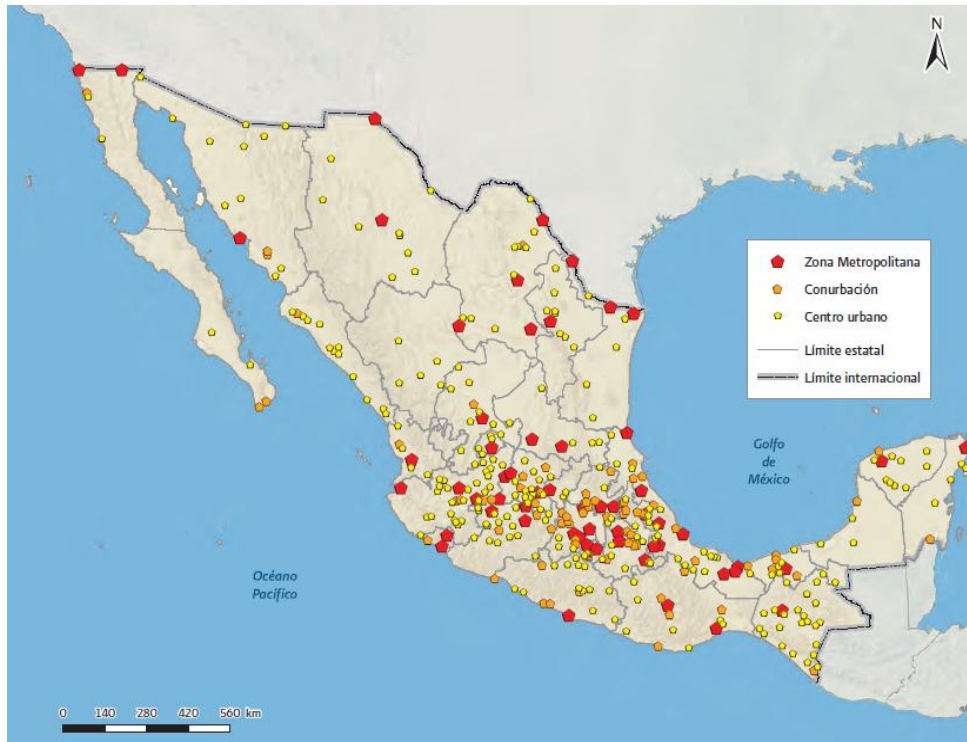 N
Zona Metropolitana
Conurbación
Centro urbano
Límite estatal
Límite internacional
Golfo
de
México
Océano
Pacífico
0 140 280 420 560 km